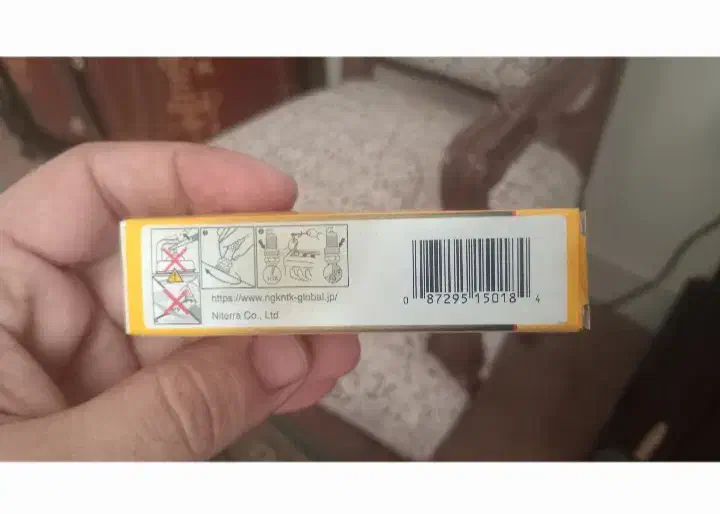 https://www.ngkntk-global.jp/
Niterra Co., Ltd
0 87295 15018 4